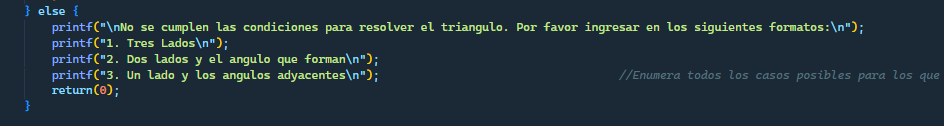 } else {
printf("\nNo se cumplen las condiciones para resolver el triangulo. Por favor ingresar en los siguientes formatos:\n");
printf("1. Tres Lados\n");
printf("2. Dos lados y el angulo que forman\n");
printf("3. Un lado y los angulos adyacentes\n"); //Enumera todos los casos posibles para los que
return(0);
}